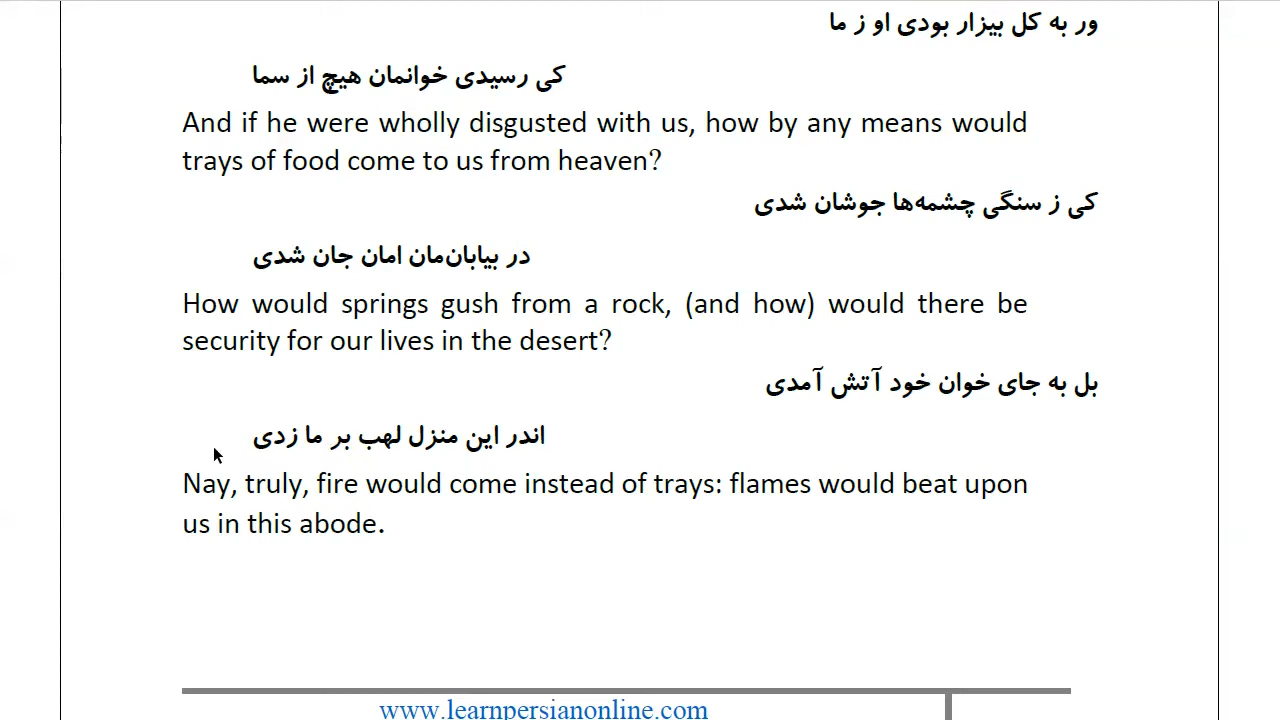 ور به کل بیزار بودی او ز ما
کی رسیدی خوانمان هیچ از سما
And if he were wholly disgusted with us, how by any means would
trays of food come to us from heaven?
کی ز سنگی چشمه‌ها جوشان شدی
در بیابان‌مان امان جان شدی
How would springs gush from a rock, (and how) would there be
security for our lives in the desert?
بل به جای خوان خود آتش آمدی
اندر این منزل لهب بر ما زدی
Nay, truly, fire would come instead of trays: flames would beat upon
us in this abode.
www.learnpersianonline.com